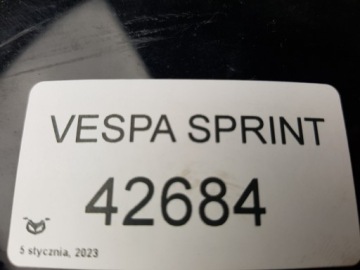 VESPA SPRINT
42684
5 stycznia, 2023